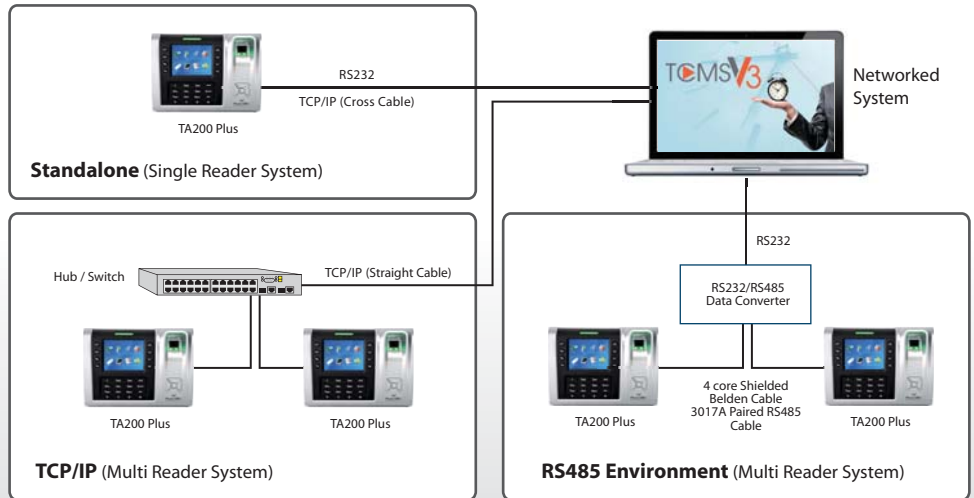 RS232
TCP/IP (Cross Cable)
TA200 Plus
Standalone (Single Reader System)
TCMSV3
Networked
System
Hub / Switch
TCP/IP (Straight Cable)
TA200 Plus
TA200 Plus
TCP/IP (Multi Reader System)
RS232
RS232/RS485
Data Converter
4 core Shielded
Belden Cable
3017A Paired RS485
Cable
TA200 Plus
TA200 Plus
RS485 Environment (Multi Reader System)